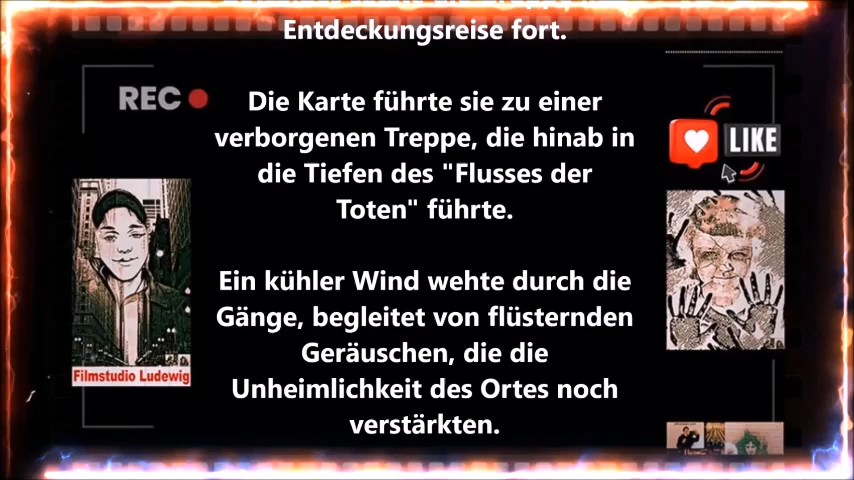 Entdeckungsreise fort.
REC
Die Karte führte sie zu einer
verborgenen Treppe, die hinab in
die Tiefen des "Flusses der
Toten" führte.
LIKE
Ein kühler Wind wehte durch die
Gänge, begleitet von flüsternden
Geräuschen, die die
Unheimlichkeit des Ortes noch
verstärkten.
Filmstudio Ludewig